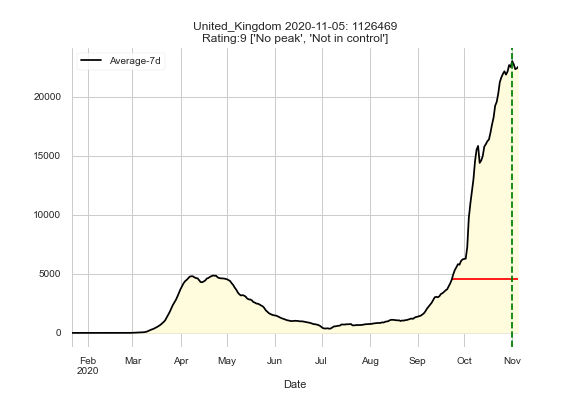 United_Kingdom 2020-11-05: 1126469
Rating:9 ['No peak', 'Not in control']
Average-7d
20000
15000
10000
5000
0
Feb Mar Apr May Jun Jul Aug Sep Oct Nov
2020
Date